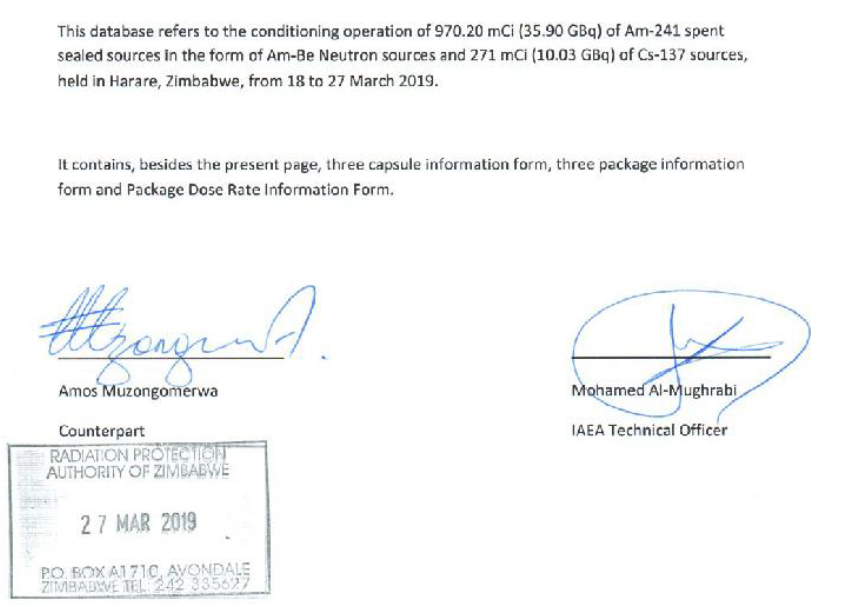 This database refers to the conditioning operation of 970.20 mCi (35.90 GBq) of Am-241 spent
sealed sources in the form of Am-Be Neutron sources and 271 mCi (10.03 GBq) of Cs-137 sources,
held in Harare, Zimbabwe, from 18 to 27 March 2019.
It contains, besides the present page, three capsule information form, three package information
form and Package Dose Rate Information Form.
Amos Muzongomerwa
Mohamed Al-Mughrabi
Counterpart
IAEA Technical Officer
RADIATION PROTECTION
AUTHORITY OF ZIMBABWE
27 MAR 2019
P.O. BOX A1710, AVONDALE
ZIMBABWE TEL: 242 335627